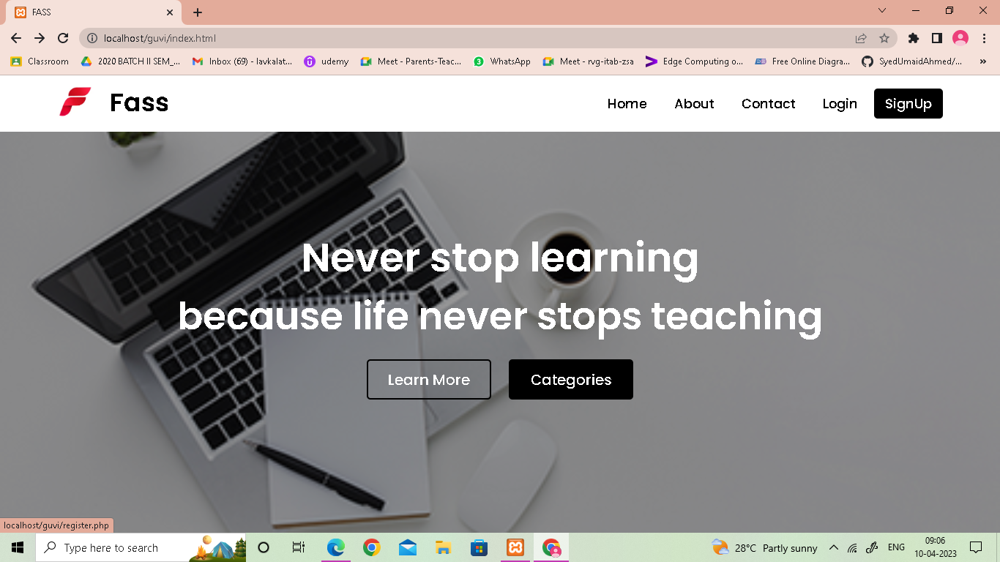 FASS
localhost/guvi/index.html
Classroom 2020 BATCH II SEM_... Inbox (69) - lavkalat... udemy Meet - Parents-Teac... 3 WhatsApp Meet - rvg-itab-zsa Edge Computing o... Free Online Diagra... SyedUmaidAhmed/... »
Fass Home About Contact Login SignUp
Never stop learning
because life never stops teaching
Learn More Categories
localhost/guvi/register.php
Type here to search 28°C Partly sunny ENG 09:06
10-04-2023